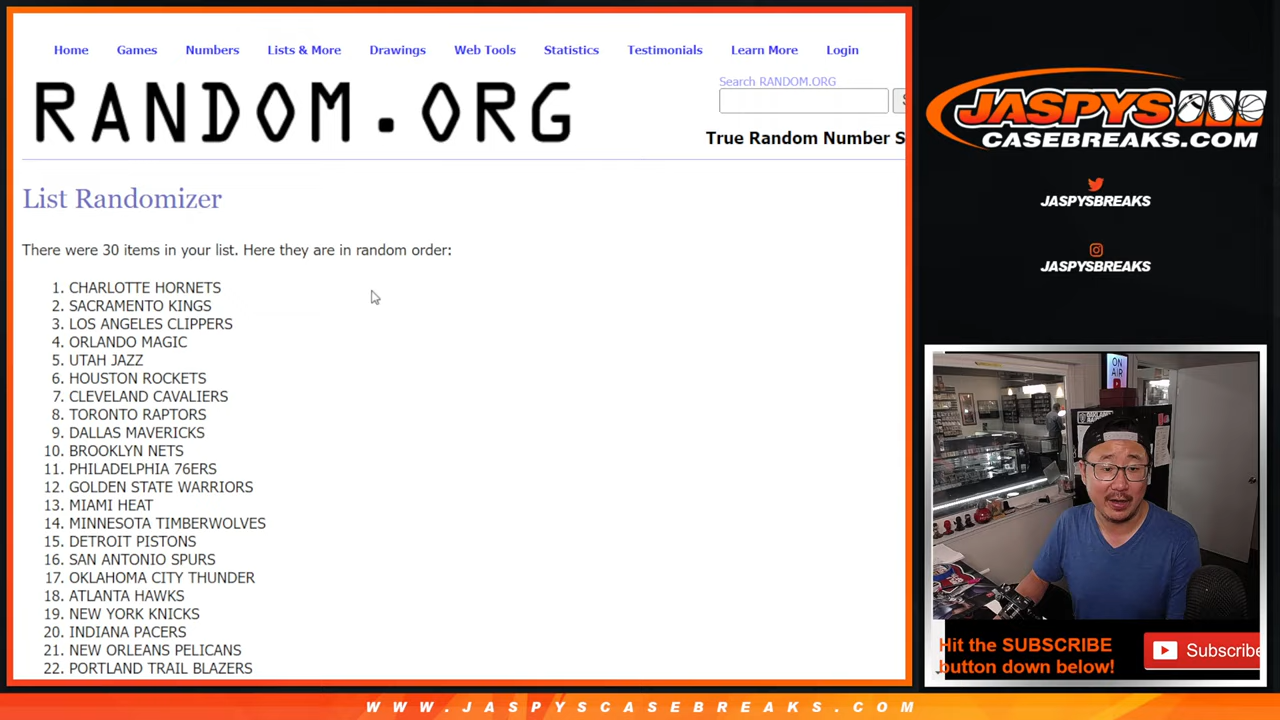 Home Games Numbers Lists & More Drawings Web Tools Statistics Testimonials Learn More Login
RANDOM.ORG
Search RANDOM.ORG
S
True Random Number S
List Randomizer
There were 30 items in your list. Here they are in random order:
1. CHARLOTTE HORNETS
2. SACRAMENTO KINGS
3. LOS ANGELES CLIPPERS
4. ORLANDO MAGIC
5. UTAH JAZZ
6. HOUSTON ROCKETS
7. CLEVELAND CAVALIERS
8. TORONTO RAPTORS
9. DALLAS MAVERICKS
10. BROOKLYN NETS
11. PHILADELPHIA 76ERS
12. GOLDEN STATE WARRIORS
13. MIAMI HEAT
14. MINNESOTA TIMBERWOLVES
15. DETROIT PISTONS
16. SAN ANTONIO SPURS
17. OKLAHOMA CITY THUNDER
18. ATLANTA HAWKS
19. NEW YORK KNICKS
20. INDIANA PACERS
21. NEW ORLEANS PELICANS
22. PORTLAND TRAIL BLAZERS
JASPYS
CASEBREAKS.COM
JASPYSBREAKS
JASPYSBREAKS
ON
AIR
Hit the SUBSCRIBE
button down below!
Subscribe
WWW.JASPYSCASEBREAKS.COM